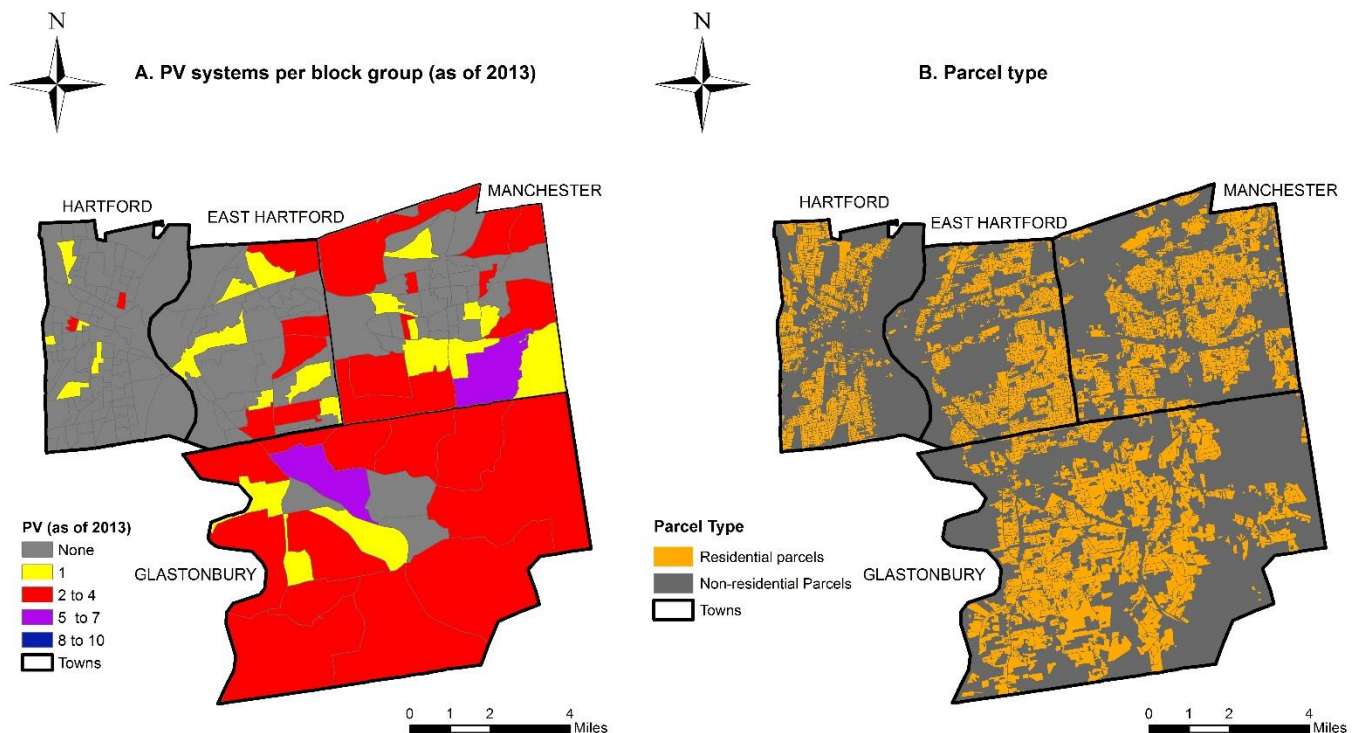 N
A. PV systems per block group (as of 2013)
HARTFORD
EAST HARTFORD
MANCHESTER
GLASTONBURY
PV (as of 2013)
None
1
2 to 4
5 to 7
8 to 10
Towns
0 1 2 4
Miles
N
B. Parcel type
HARTFORD
EAST HARTFORD
MANCHESTER
GLASTONBURY
Parcel Type
Residential parcels
Non-residential Parcels
Towns
0 1 2 4
Miles